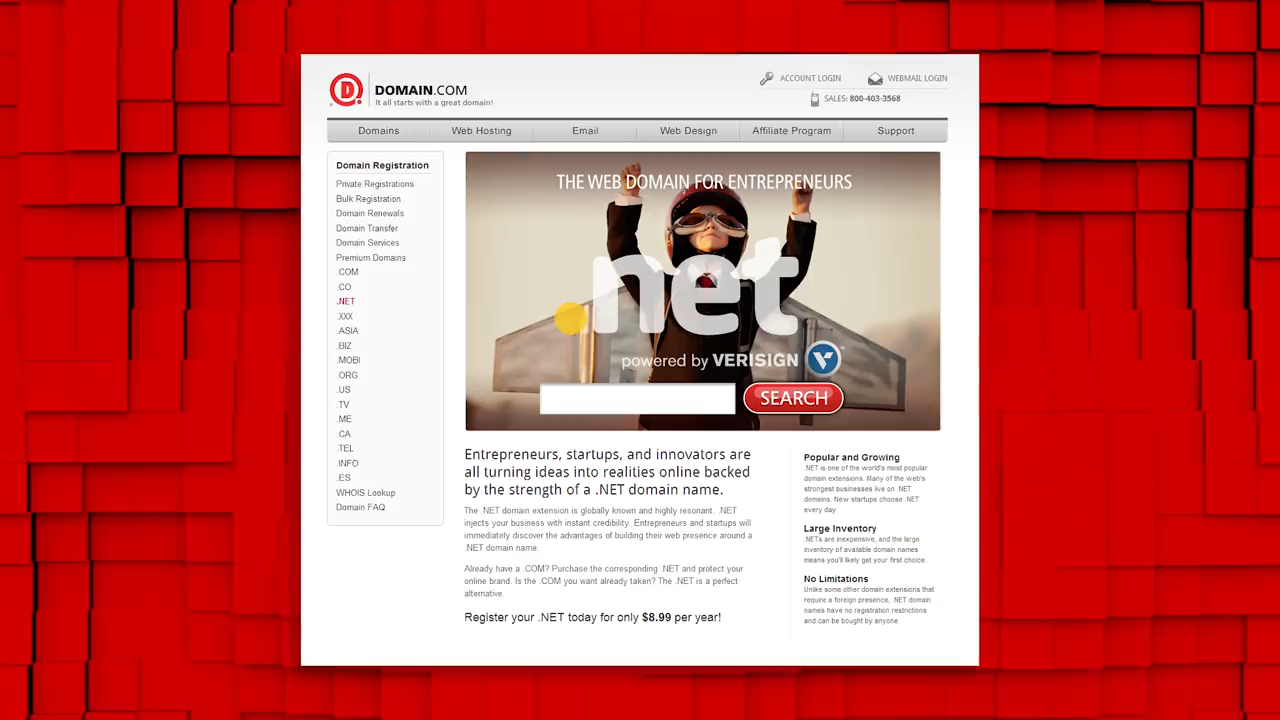 D
DOMAIN.COM
It all starts with a great domain!
ACCOUNT LOGIN
WEBMAIL LOGIN
SALES: 800-403-3568
Domains
Web Hosting
Email
Web Design
Affiliate Program
Support
Domain Registration
Private Registrations
Bulk Registration
Domain Renewals
Domain Transfer
Domain Services
Premium Domains
.COM
.CO
.NET
.XXX
.ASIA
.BIZ
.MOBI
.ORG
.US
.TV
.ME
.CA
.TEL
.INFO
.ES
WHOIS Lookup
Domain FAQ
THE WEB DOMAIN FOR ENTREPRENEURS
.net
powered by VERISIGN
SEARCH
Entrepreneurs, startups, and innovators are
all turning ideas into realities online backed
by the strength of a .NET domain name.
The .NET domain extension is globally known and highly resonant. .NET
injects your business with instant credibility. Entrepreneurs and startups will
immediately discover the advantages of building their web presence around a
.NET domain name.
Already have a .COM? Purchase the corresponding .NET and protect your
online brand. Is the .COM you want already taken? The .NET is a perfect
alternative.
Register your .NET today for only $8.99 per year!
Popular and Growing
.NET is one of the world's most popular
domain extensions. Many of the web's
strongest businesses live on .NET
domains. New startups choose .NET
every day
Large Inventory
.NETs are inexpensive, and the large
inventory of available domain names
means you'll likely get your first choice.
No Limitations
Unlike some other domain extensions that
require a foreign presence, .NET domain
names have no registration restrictions
and can be bought by anyone